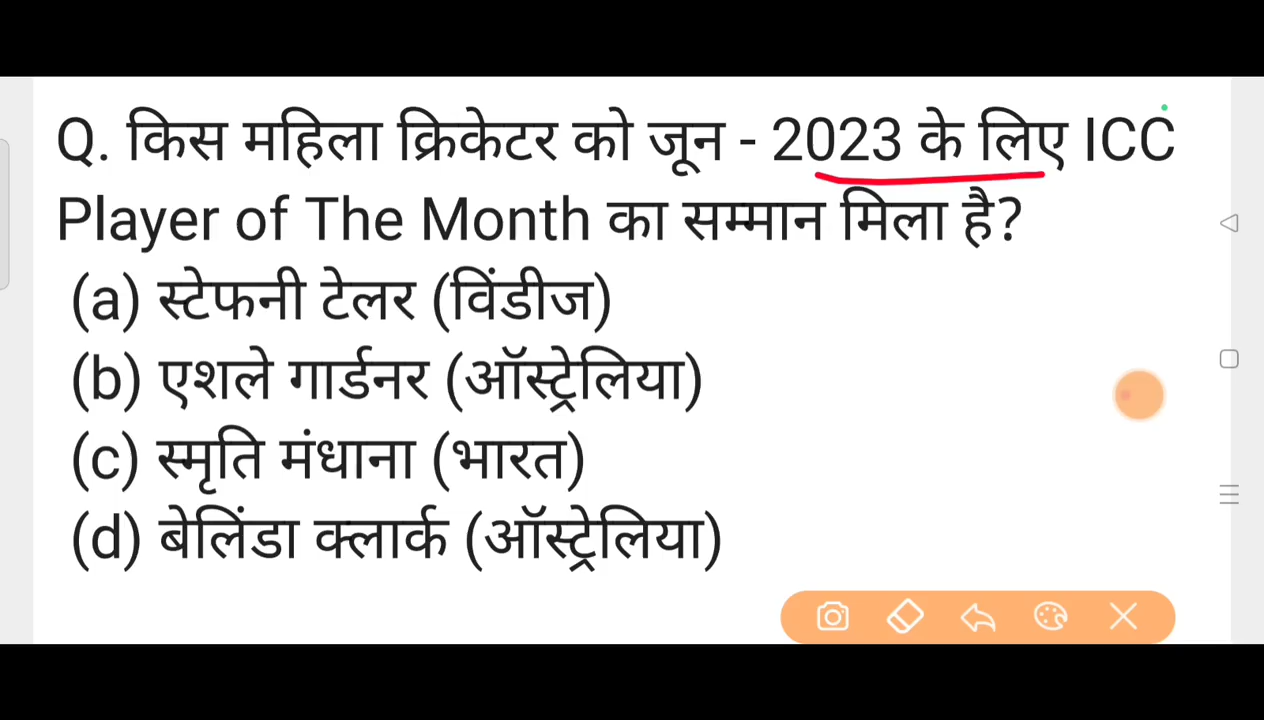 Q. किस महिला क्रिकेटर को जून - 2023 के लिए ICC
Player of The Month का सम्मान मिला है?
(a) स्टेफनी टेलर (विंडीज)
(b) एशले गार्डनर (ऑस्ट्रेलिया)
(c) स्मृति मंधाना (भारत)
(d) बेलिंडा क्लार्क (ऑस्ट्रेलिया)